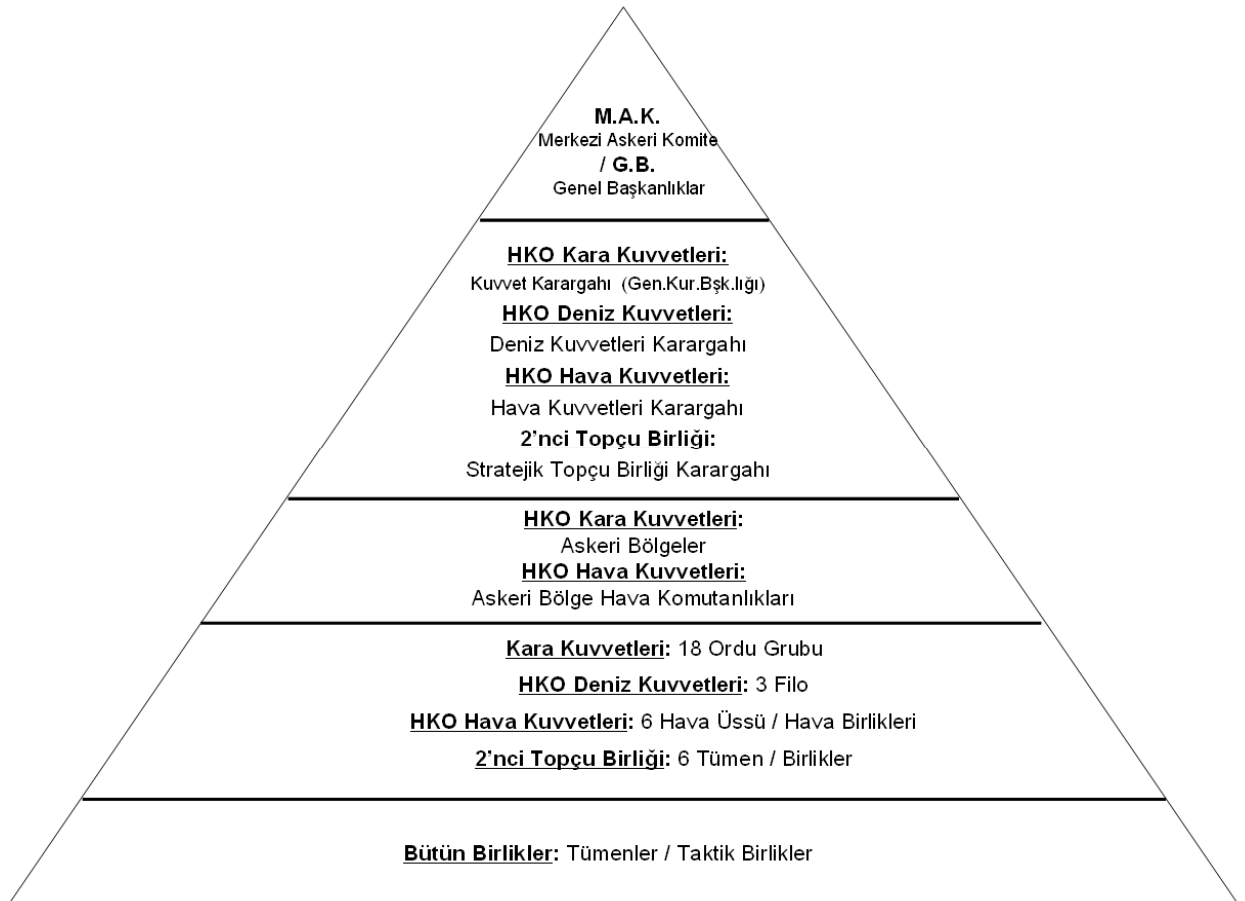 M.A.K.
Merkezi Askeri Komite
/ G.B.
Genel Başkanlıklar
HKO Kara Kuvvetleri:
Kuvvet Karargahı (Gen.Kur.Bşk.lığı)
HKO Deniz Kuvvetleri:
Deniz Kuvvetleri Karargahı
HKO Hava Kuvvetleri:
Hava Kuvvetleri Karargahı
2’nci Topçu Birliği:
Stratejik Topçu Birliği Karargahı
HKO Kara Kuvvetleri:
Askeri Bölgeler
HKO Hava Kuvvetleri:
Askeri Bölge Hava Komutanlıkları
Kara Kuvvetleri: 18 Ordu Grubu
HKO Deniz Kuvvetleri: 3 Filo
HKO Hava Kuvvetleri: 6 Hava Üssü / Hava Birlikleri
2’nci Topçu Birliği: 6 Tümen / Birlikler
Bütün Birlikler: Tümenler / Taktik Birlikler